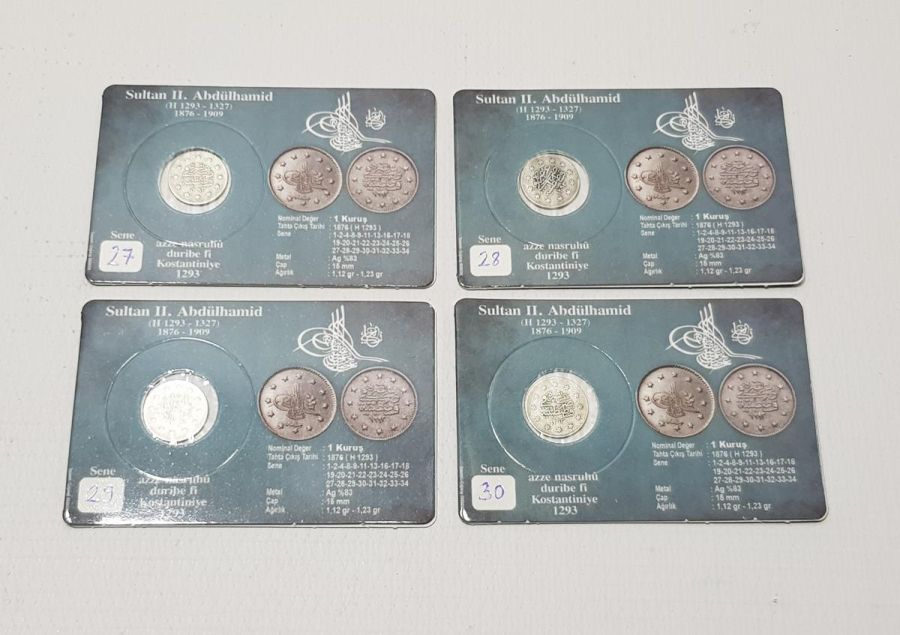 Sultan II. Abdülhamid
(H 1293 - 1327)
1876 - 1909
Nominal Değer : 1 Kuruş
Tahta Çıkış Tarihi : 1876 ( H 1293 )
Sene : 1-2-4-8-9-11-13-16-17-18
19-20-21-22-23-24-25-26
27-28-29-30-31-32-33-34
Metal : Ag %83
Çap : 15 mm
Ağırlık : 1,12 gr - 1,23 gr
Sene
27
azze nasruhû
duribe fî
Kostantiniye
1293
Sultan II. Abdülhamid
(H 1293 - 1327)
1876 - 1909
Nominal Değer : 1 Kuruş
Tahta Çıkış Tarihi : 1876 ( H 1293 )
Sene : 1-2-4-8-9-11-13-16-17-18
19-20-21-22-23-24-25-26
27-28-29-30-31-32-33-34
Metal : Ag %83
Çap : 15 mm
Ağırlık : 1,12 gr - 1,23 gr
Sene
28
azze nasruhû
duribe fî
Kostantiniye
1293
Sultan II. Abdülhamid
(H 1293 - 1327)
1876 - 1909
Nominal Değer : 1 Kuruş
Tahta Çıkış Tarihi : 1876 ( H 1293 )
Sene : 1-2-4-8-9-11-13-16-17-18
19-20-21-22-23-24-25-26
27-28-29-30-31-32-33-34
Metal : Ag %83
Çap : 15 mm
Ağırlık : 1,12 gr - 1,23 gr
Sene
29
azze nasruhû
duribe fî
Kostantiniye
1293
Sultan II. Abdülhamid
(H 1293 - 1327)
1876 - 1909
Nominal Değer : 1 Kuruş
Tahta Çıkış Tarihi : 1876 ( H 1293 )
Sene : 1-2-4-8-9-11-13-16-17-18
19-20-21-22-23-24-25-26
27-28-29-30-31-32-33-34
Metal : Ag %83
Çap : 15 mm
Ağırlık : 1,12 gr - 1,23 gr
Sene
30
azze nasruhû
duribe fî
Kostantiniye
1293